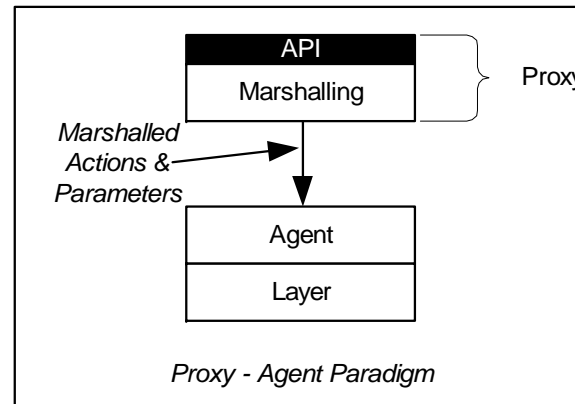 API
Marshalling
Proxy
Marshalled
Actions &
Parameters
Agent
Layer
Proxy - Agent Paradigm